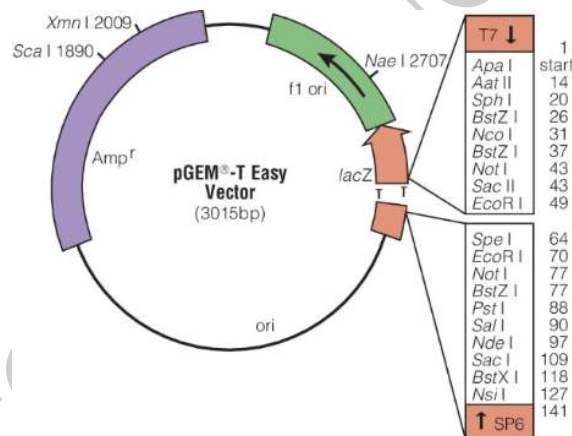 Xmn I 2009
Sca I 1890
Nae I 2707
f1 ori
Ampr
pGEM®-T Easy
Vector
(3015bp)
lacZ
T T
ori
T7 ↓
1
start
Apa I
Aat II 14
Sph I 20
BstZ I 26
Nco I 31
BstZ I 37
Not I 43
Sac II 43
EcoR I 49
Spe I 64
EcoR I 70
Not I 77
BstZ I 77
Pst I 88
Sal I 90
Nde I 97
Sac I 109
BstX I 118
Nsi I 127
141
↑ SP6